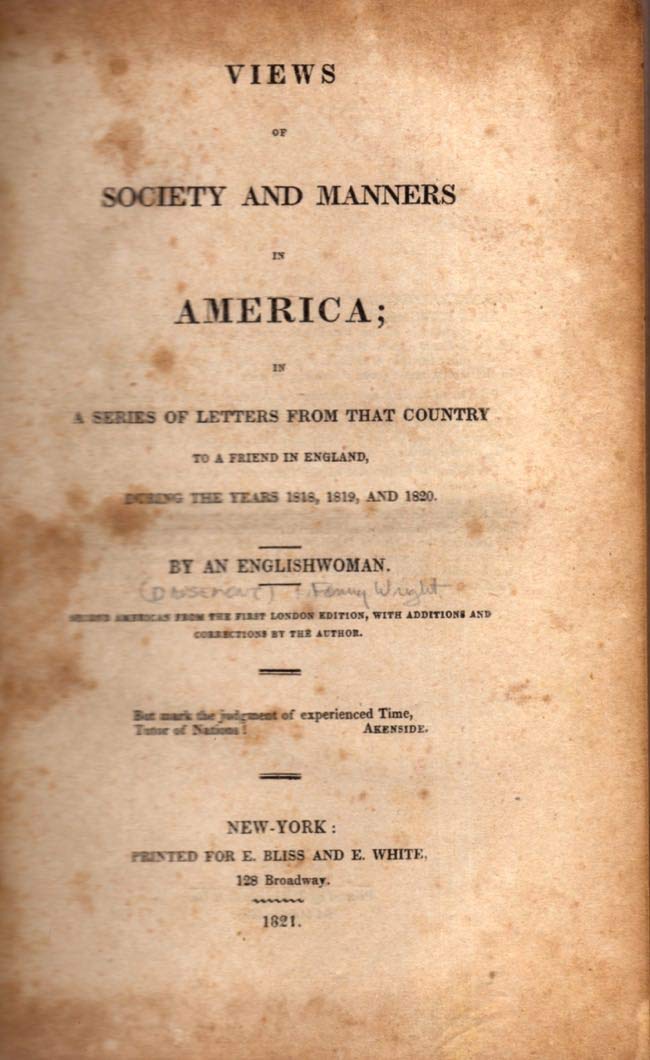 VIEWS
OF
SOCIETY AND MANNERS
IN
AMERICA;
IN
A SERIES OF LETTERS FROM THAT COUNTRY
TO A FRIEND IN ENGLAND,
DURING THE YEARS 1818, 1819, AND 1820.
BY AN ENGLISHWOMAN.
Fanny Wright
SECOND AMERICAN FROM THE FIRST LONDON EDITION, WITH ADDITIONS AND
CORRECTIONS BY THE AUTHOR.
But mark the judgment of experienced Time,
Tutor of Nations! AKENSIDE.
NEW-YORK:
PRINTED FOR E. BLISS AND E. WHITE,
128 Broadway.
1821.